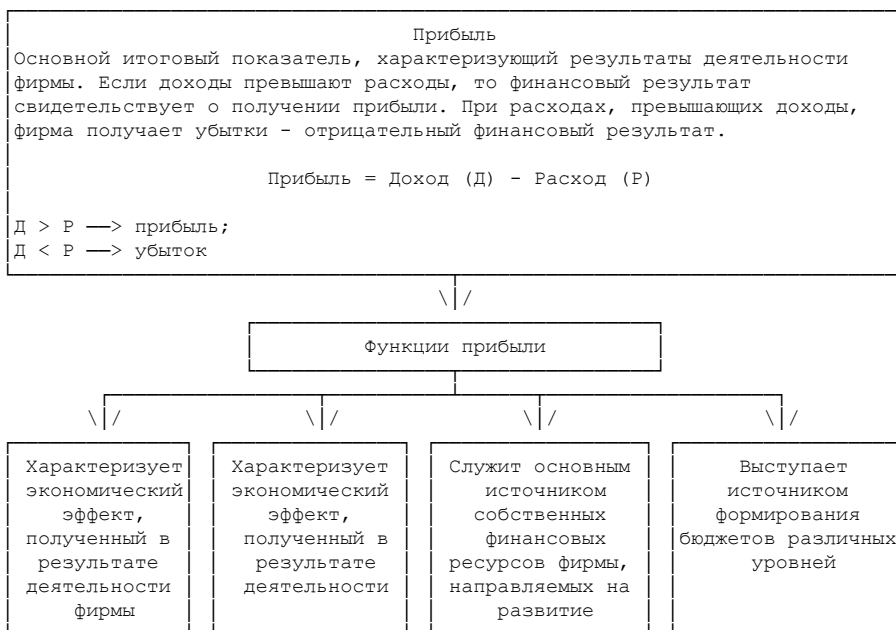 Прибыль
Основной итоговый показатель, характеризующий результаты деятельности
фирмы. Если доходы превышают расходы, то финансовый результат
свидетельствует о получении прибыли. При расходах, превышающих доходы,
фирма получает убытки - отрицательный финансовый результат.
Прибыль = Доход (Д) - Расход (Р)
Д > Р ──> прибыль;
Д < Р ──> убыток
Функции прибыли
Характеризует
экономический
эффект,
полученный в
результате
деятельности
фирмы
Характеризует
экономический
эффект,
полученный в
результате
деятельности
Служит основным
источником
собственных
финансовых
ресурсов фирмы,
направляемых на
развитие
Выступает
источником
формирования
бюджетов различных
уровней